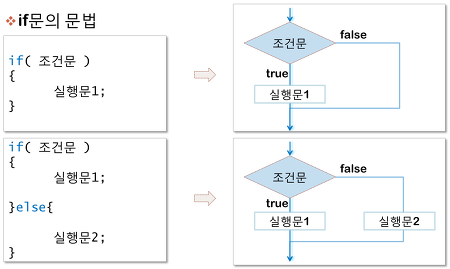 ❖if문의 문법
if( 조건문 )
{
실행문1;
}
조건문
false
true
실행문1
if( 조건문 )
{
실행문1;
}else{
실행문2;
}
조건문
false
true
실행문1 실행문2